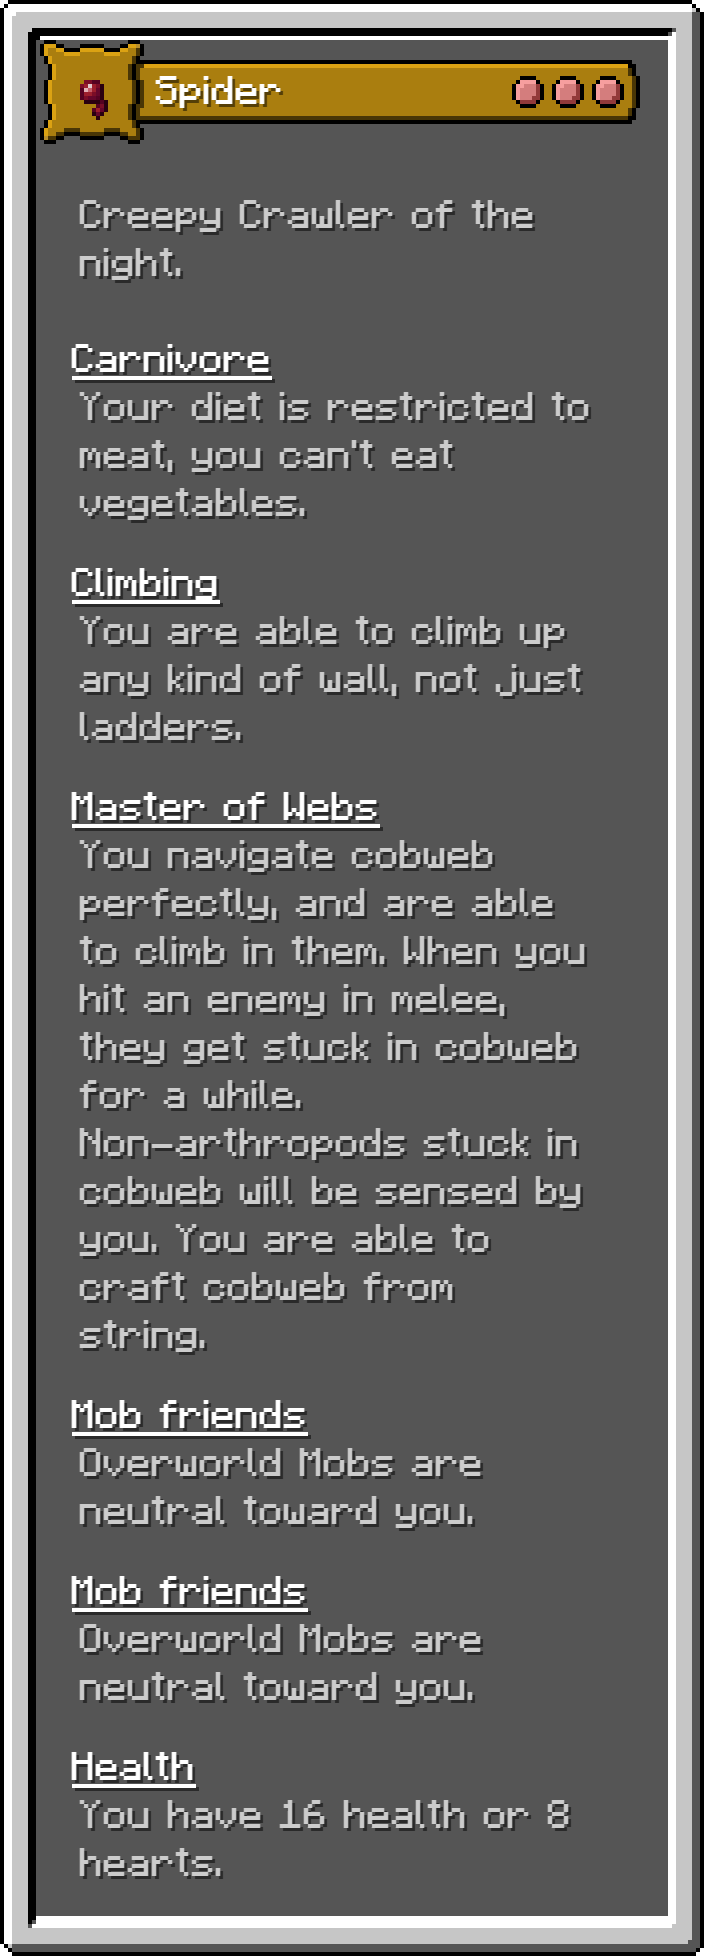 Spider
Creepy Crawler of the
night.
Carnivore
Your diet is restricted to
meat, you can't eat
vegetables.
Climbing
You are able to climb up
any kind of wall, not just
ladders.
Master of Webs
You navigate cobweb
perfectly, and are able
to climb in them. When you
hit an enemy in melee,
they get stuck in cobweb
for a while.
Non-arthropods stuck in
cobweb will be sensed by
you. You are able to
craft cobweb from
string.
Mob friends
Overworld Mobs are
neutral toward you.
Mob friends
Overworld Mobs are
neutral toward you.
Health
You have 16 health or 8
hearts.